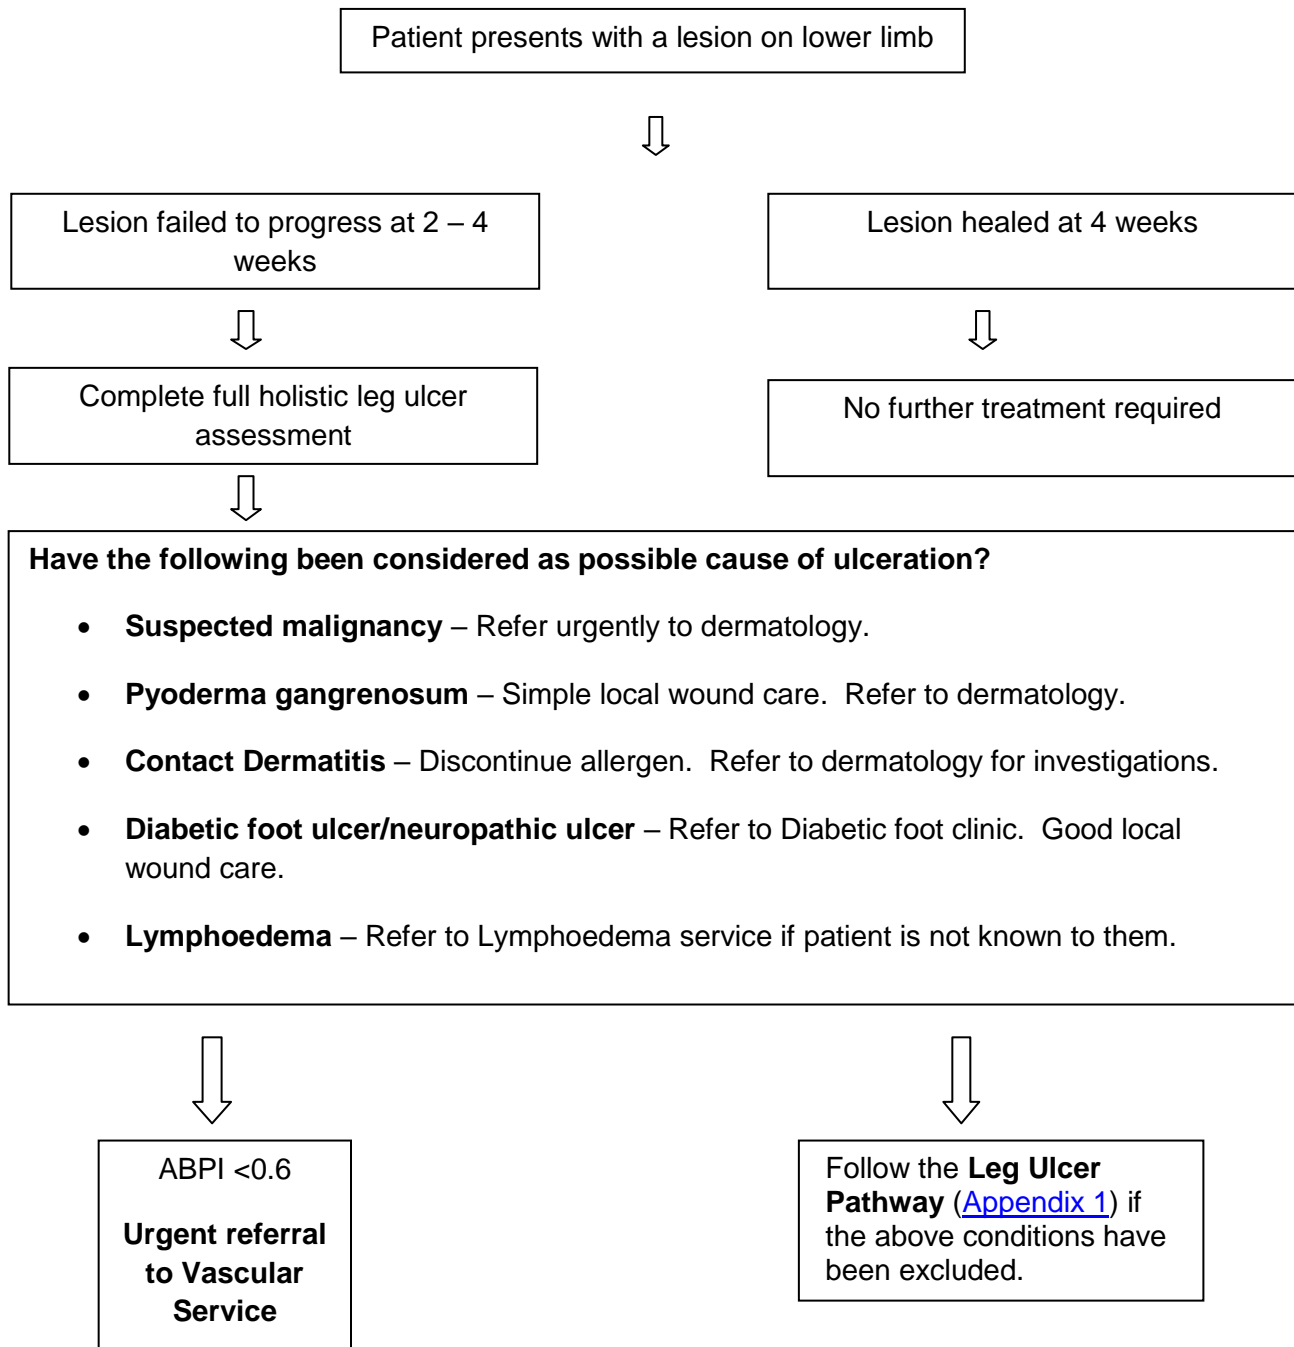 Patient presents with a lesion on lower limb
Lesion failed to progress at 2 – 4
weeks
Lesion healed at 4 weeks
Complete full holistic leg ulcer
assessment
No further treatment required
Have the following been considered as possible cause of ulceration?
• Suspected malignancy – Refer urgently to dermatology.
• Pyoderma gangrenosum – Simple local wound care.  Refer to dermatology.
• Contact Dermatitis – Discontinue allergen.  Refer to dermatology for investigations.
• Diabetic foot ulcer/neuropathic ulcer – Refer to Diabetic foot clinic.  Good local
wound care.
• Lymphoedema – Refer to Lymphoedema service if patient is not known to them.
ABPI <0.6
Urgent referral
to Vascular
Service
Follow the Leg Ulcer
Pathway (Appendix 1) if
the above conditions have
been excluded.